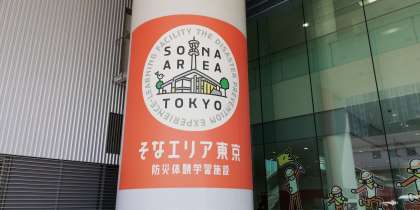 THE DISASTER PREVENTION EXPERIENCE-LEARNING FACILITY
SONA
AREA
TOKYO
そなエリア東京
防災体験学習施設